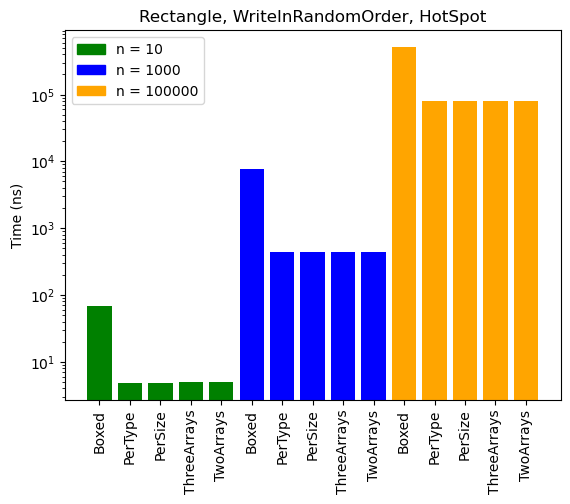 Rectangle, WriteInRandomOrder, HotSpot
n = 10
n = 1000
n = 100000
Time (ns)
10^5
10^4
10^3
10^2
10^1
Boxed
PerType
PerSize
ThreeArrays
TwoArrays
Boxed
PerType
PerSize
ThreeArrays
TwoArrays
Boxed
PerType
PerSize
ThreeArrays
TwoArrays